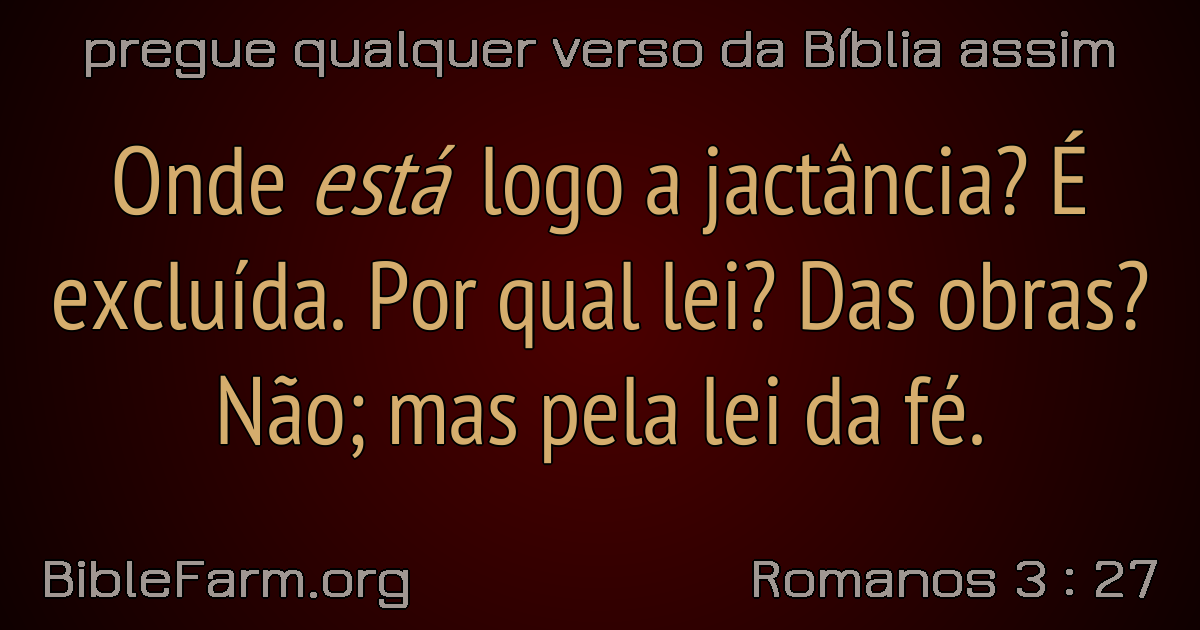 pregue qualquer verso da Bíblia assim
Onde está logo a jactância? É
excluída. Por qual lei? Das obras?
Não; mas pela lei da fé.
BibleFarm.org
Romanos 3 : 27